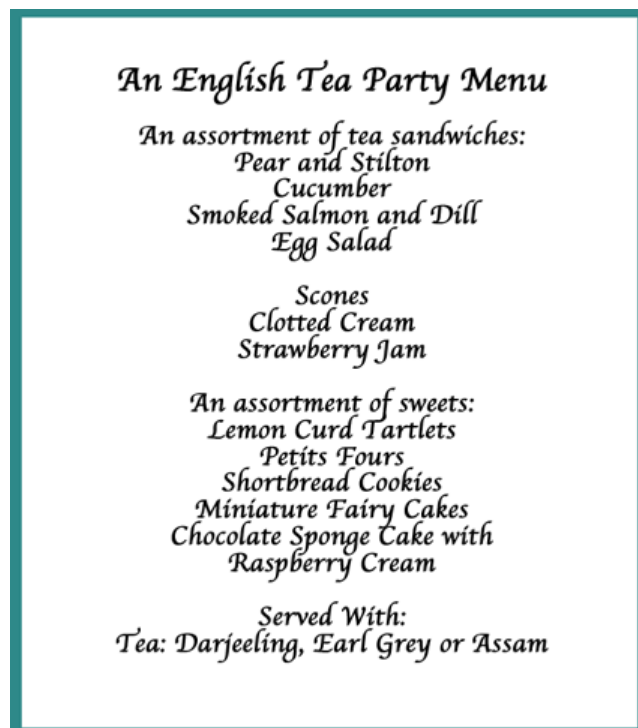 An English Tea Party Menu
An assortment of tea sandwiches:
Pear and Stilton
Cucumber
Smoked Salmon and Dill
Egg Salad
Scones
Clotted Cream
Strawberry Jam
An assortment of sweets:
Lemon Curd Tartlets
Petits Fours
Shortbread Cookies
Miniature Fairy Cakes
Chocolate Sponge Cake with
Raspberry Cream
Served With:
Tea: Darjeeling, Earl Grey or Assam